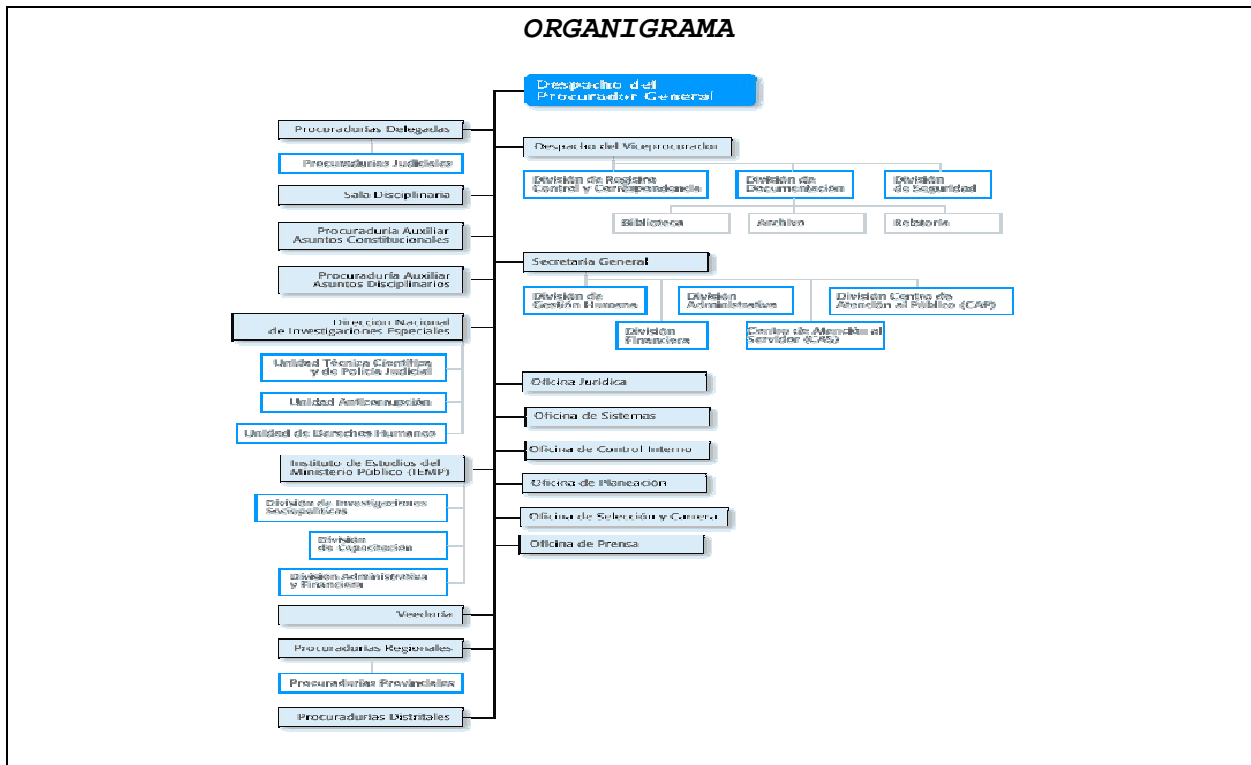 ORGANIGRAMA
Despacho del
Procurador General
Procuradurías Delegadas
Procuradurías Judiciales
Sala Disciplinaria
Procuraduría Auxiliar
Asuntos Constitucionales
Procuraduría Auxiliar
Asuntos Disciplinarios
Dirección Nacional
de Investigaciones Especiales
Unidad Técnica Científica
y de Policía Judicial
Unidad Anticorrupción
Unidad de Derechos Humanos
Instituto de Estudios del
Ministerio Público (IEMP)
División de Investigaciones
Sociopolíticas
División
de Capacitación
División Administrativa
y Financiera
Veeduría
Procuradurías Regionales
Procuradurías Provinciales
Procuradurías Distritales
Despacho del Viceprocurador
División de Registro
Control y Correspondencia
División de
Documentación
División
de Seguridad
Biblioteca
Archivo
Relatoría
Secretaría General
División de
Gestión Humana
División
Administrativa
División Centro de
Atención al Público (CAP)
División
Financiera
Centro de Atención al
Servidor (CAS)
Oficina Jurídica
Oficina de Sistemas
Oficina de Control Interno
Oficina de Planeación
Oficina de Selección y Carrera
Oficina de Prensa